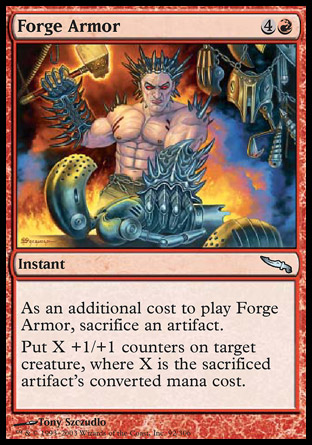 Forge Armor 4
Instant
As an additional cost to play Forge
Armor, sacrifice an artifact.
Put X +1/+1 counters on target
creature, where X is the sacrificed
artifact's converted mana cost.
Tony Szczudlo